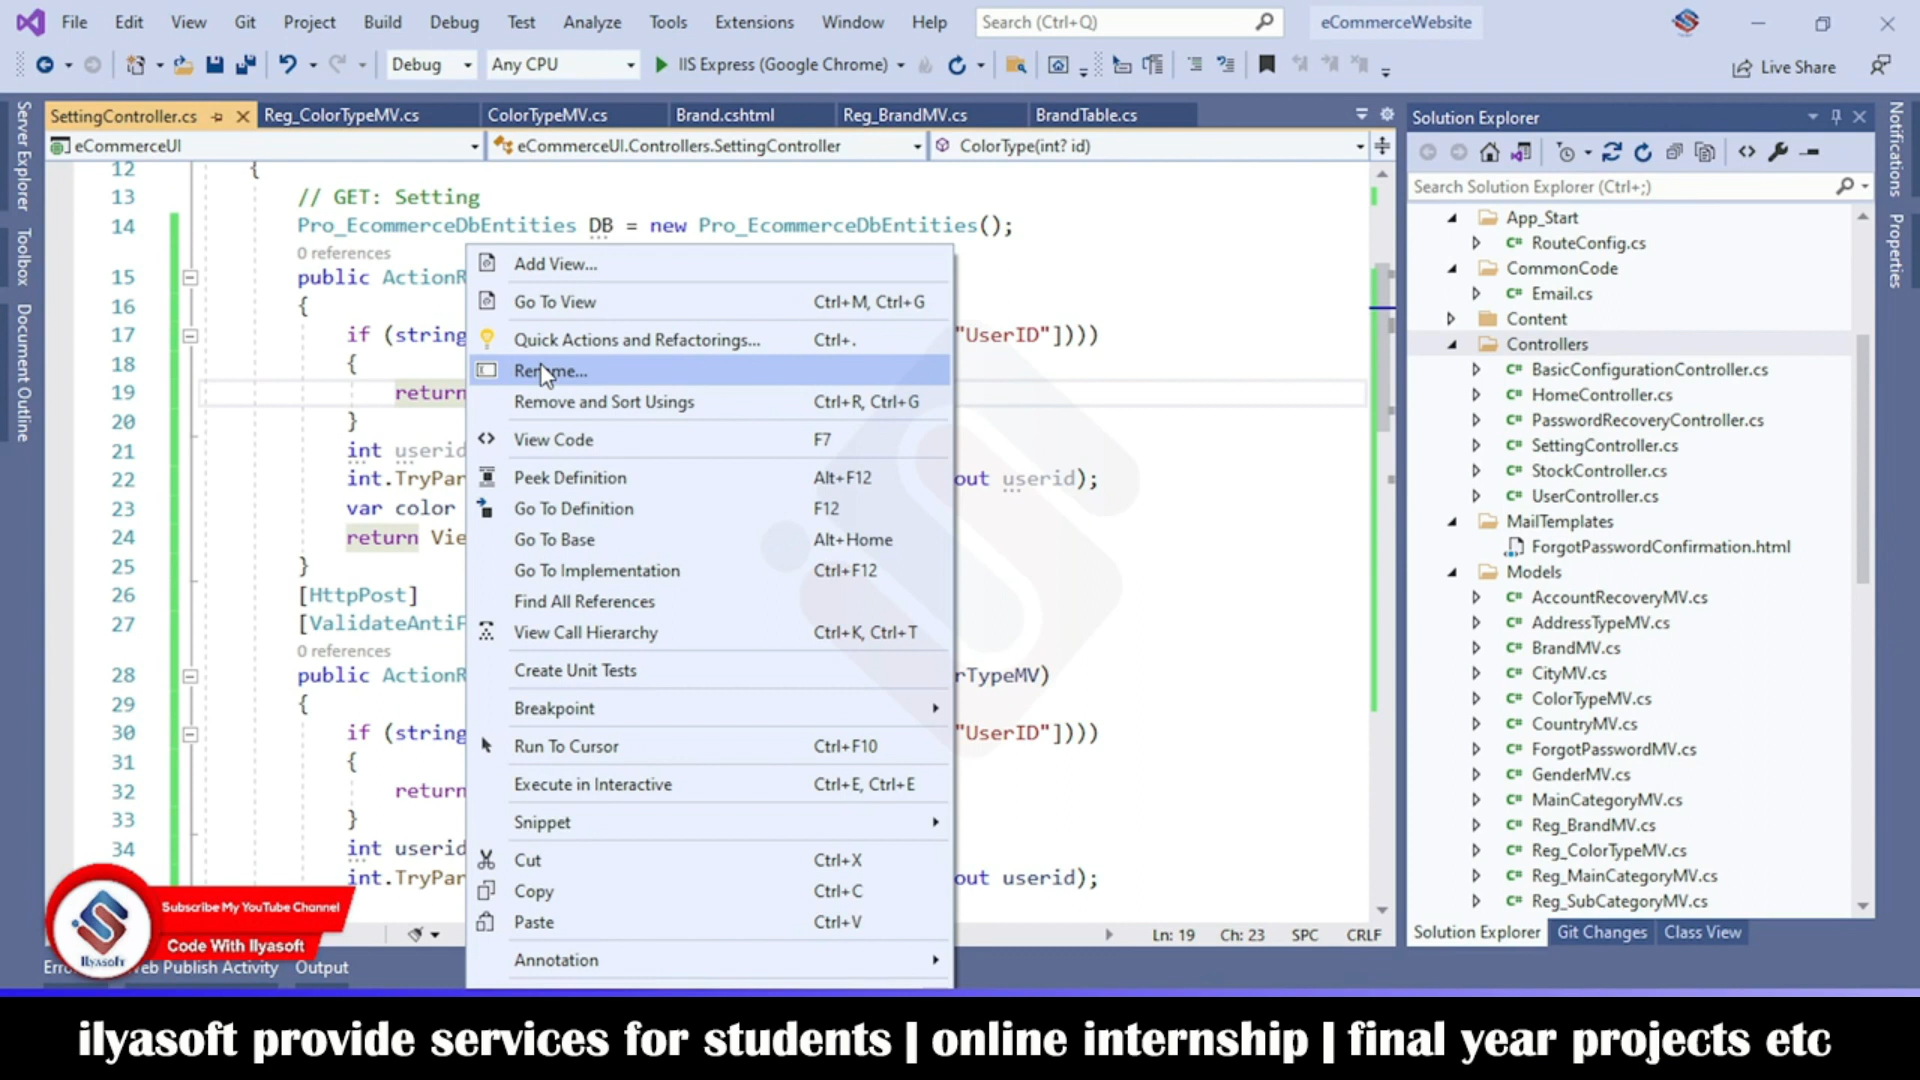 File Edit View Git Project Build Debug Test Analyze Tools Extensions Window Help Search (Ctrl+Q) eCommerceWebsite
Debug Any CPU IIS Express (Google Chrome) Live Share
Server Explorer
Toolbox
Document Outline
SettingController.cs Reg_ColorTypeMV.cs ColorTypeMV.cs Brand.cshtml Reg_BrandMV.cs BrandTable.cs
eCommerceUI eCommerceUI.Controllers.SettingController ColorType(int? id)
12 {
13 // GET: Setting
14 Pro_EcommerceDbEntities DB = new Pro_EcommerceDbEntities();
0 references
15 public ActionR
16 {
17 if (string "UserID"])))
18 {
19 return
20 }
21 int userid
22 int.TryPar out userid);
23 var color
24 return Vie
25 }
26 [HttpPost]
27 [ValidateAntiF
0 references
28 public ActionR rTypeMV)
29 {
30 if (string "UserID"])))
31 {
32 return
33 }
34 int userid
int.TryPar out userid);
Add View...
Go To View Ctrl+M, Ctrl+G
Quick Actions and Refactorings... Ctrl+.
Rename...
Remove and Sort Usings Ctrl+R, Ctrl+G
View Code F7
Peek Definition Alt+F12
Go To Definition F12
Go To Base Alt+Home
Go To Implementation Ctrl+F12
Find All References
View Call Hierarchy Ctrl+K, Ctrl+T
Create Unit Tests
Breakpoint
Run To Cursor Ctrl+F10
Execute in Interactive Ctrl+E, Ctrl+E
Snippet
Cut Ctrl+X
Copy Ctrl+C
Paste Ctrl+V
Annotation
Ln: 19 Ch: 23 SPC CRLF
Solution Explorer
Search Solution Explorer (Ctrl+;)
App_Start
C# RouteConfig.cs
CommonCode
C# Email.cs
Content
Controllers
C# BasicConfigurationController.cs
C# HomeController.cs
C# PasswordRecoveryController.cs
C# SettingController.cs
C# StockController.cs
C# UserController.cs
MailTemplates
ForgotPasswordConfirmation.html
Models
C# AccountRecoveryMV.cs
C# AddressTypeMV.cs
C# BrandMV.cs
C# CityMV.cs
C# ColorTypeMV.cs
C# CountryMV.cs
C# ForgotPasswordMV.cs
C# GenderMV.cs
C# MainCategoryMV.cs
C# Reg_BrandMV.cs
C# Reg_ColorTypeMV.cs
C# Reg_MainCategoryMV.cs
C# Reg_SubCategoryMV.cs
Solution Explorer Git Changes Class View
Notifications
Properties
Subscribe My YouTube Channel
Code With Ilyasoft
Ilyasoft
Web Publish Activity Output
ilyasoft provide services for students | online internship | final year projects etc